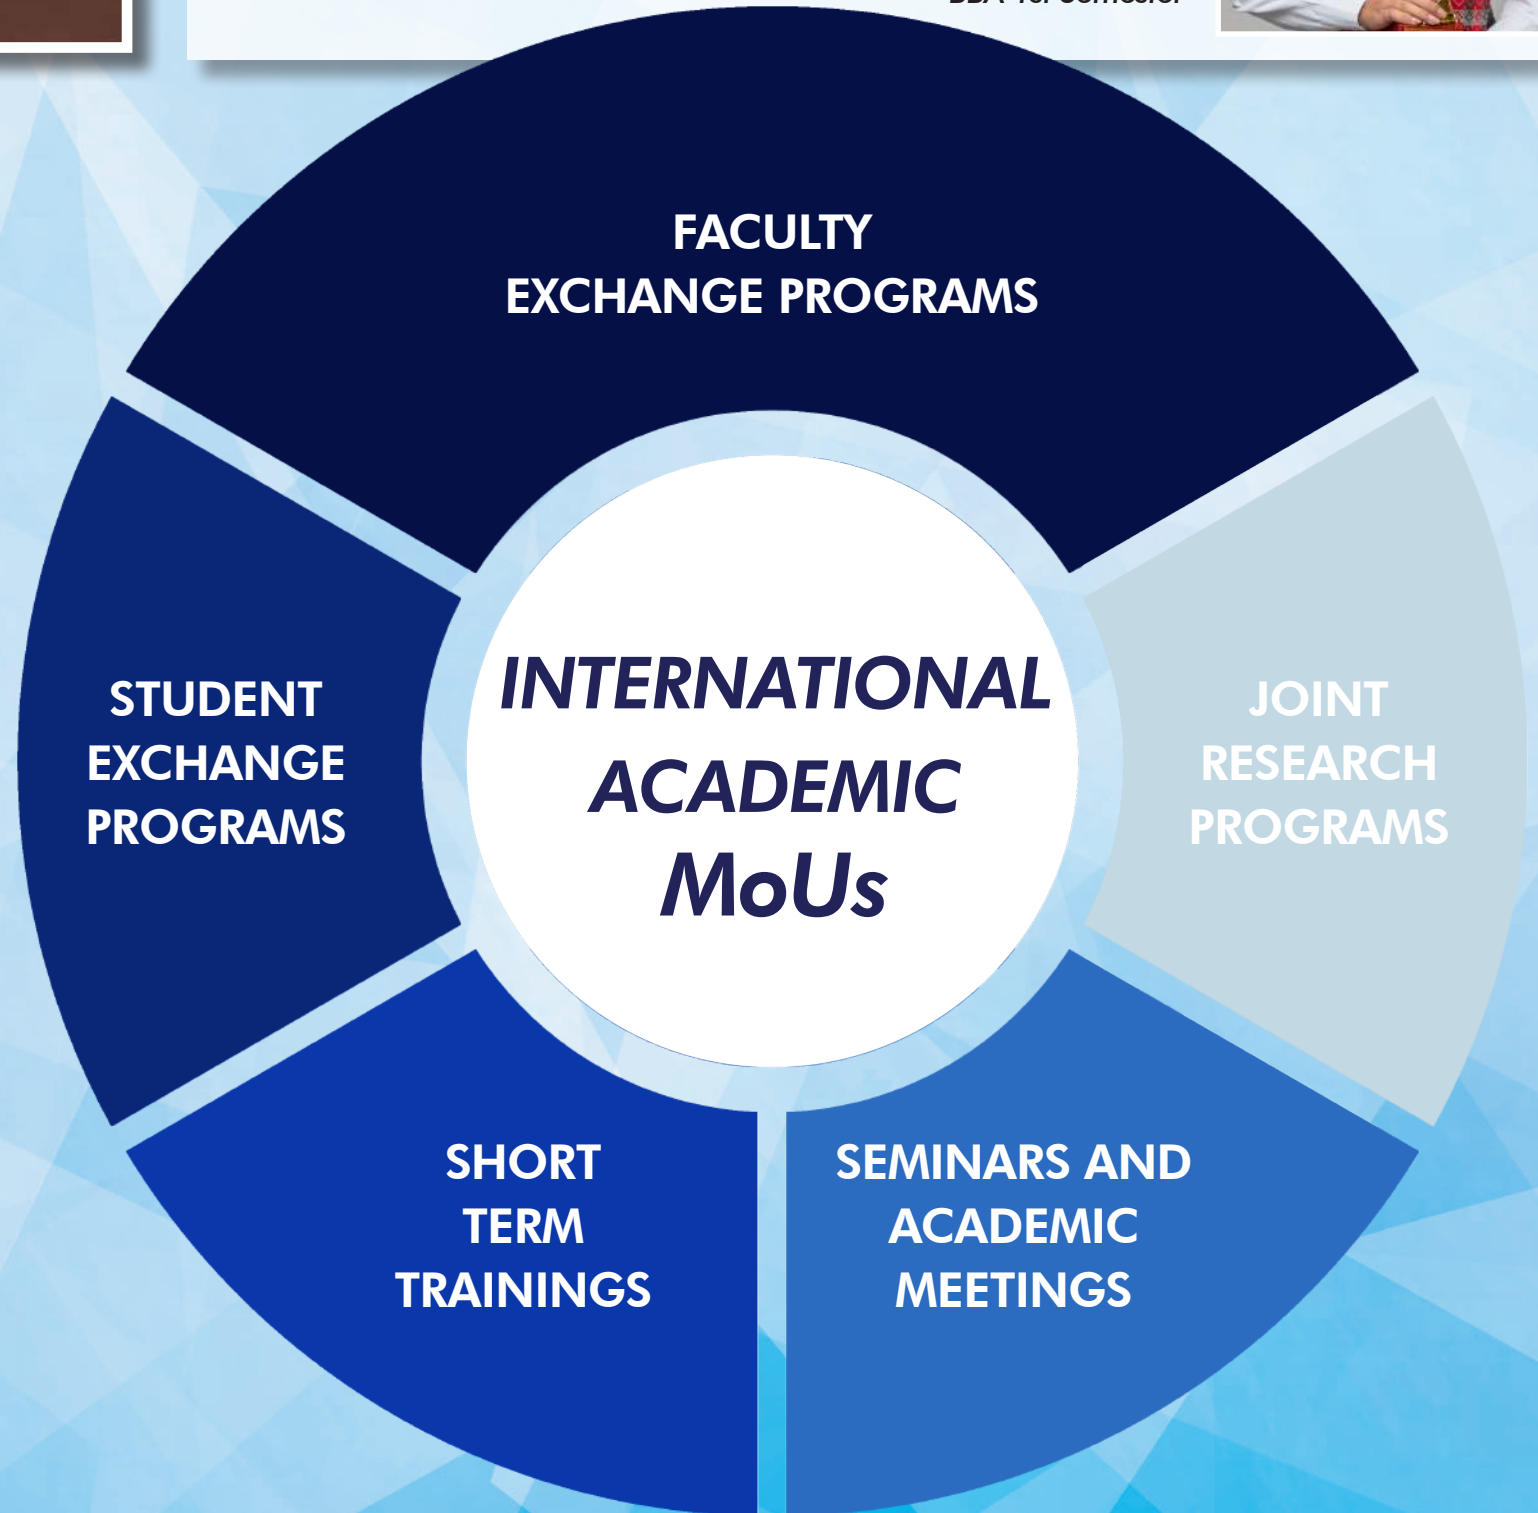 FACULTY
EXCHANGE PROGRAMS
STUDENT
EXCHANGE
PROGRAMS
INTERNATIONAL
ACADEMIC
MoUs
JOINT
RESEARCH
PROGRAMS
SHORT
TERM
TRAININGS
SEMINARS AND
ACADEMIC
MEETINGS